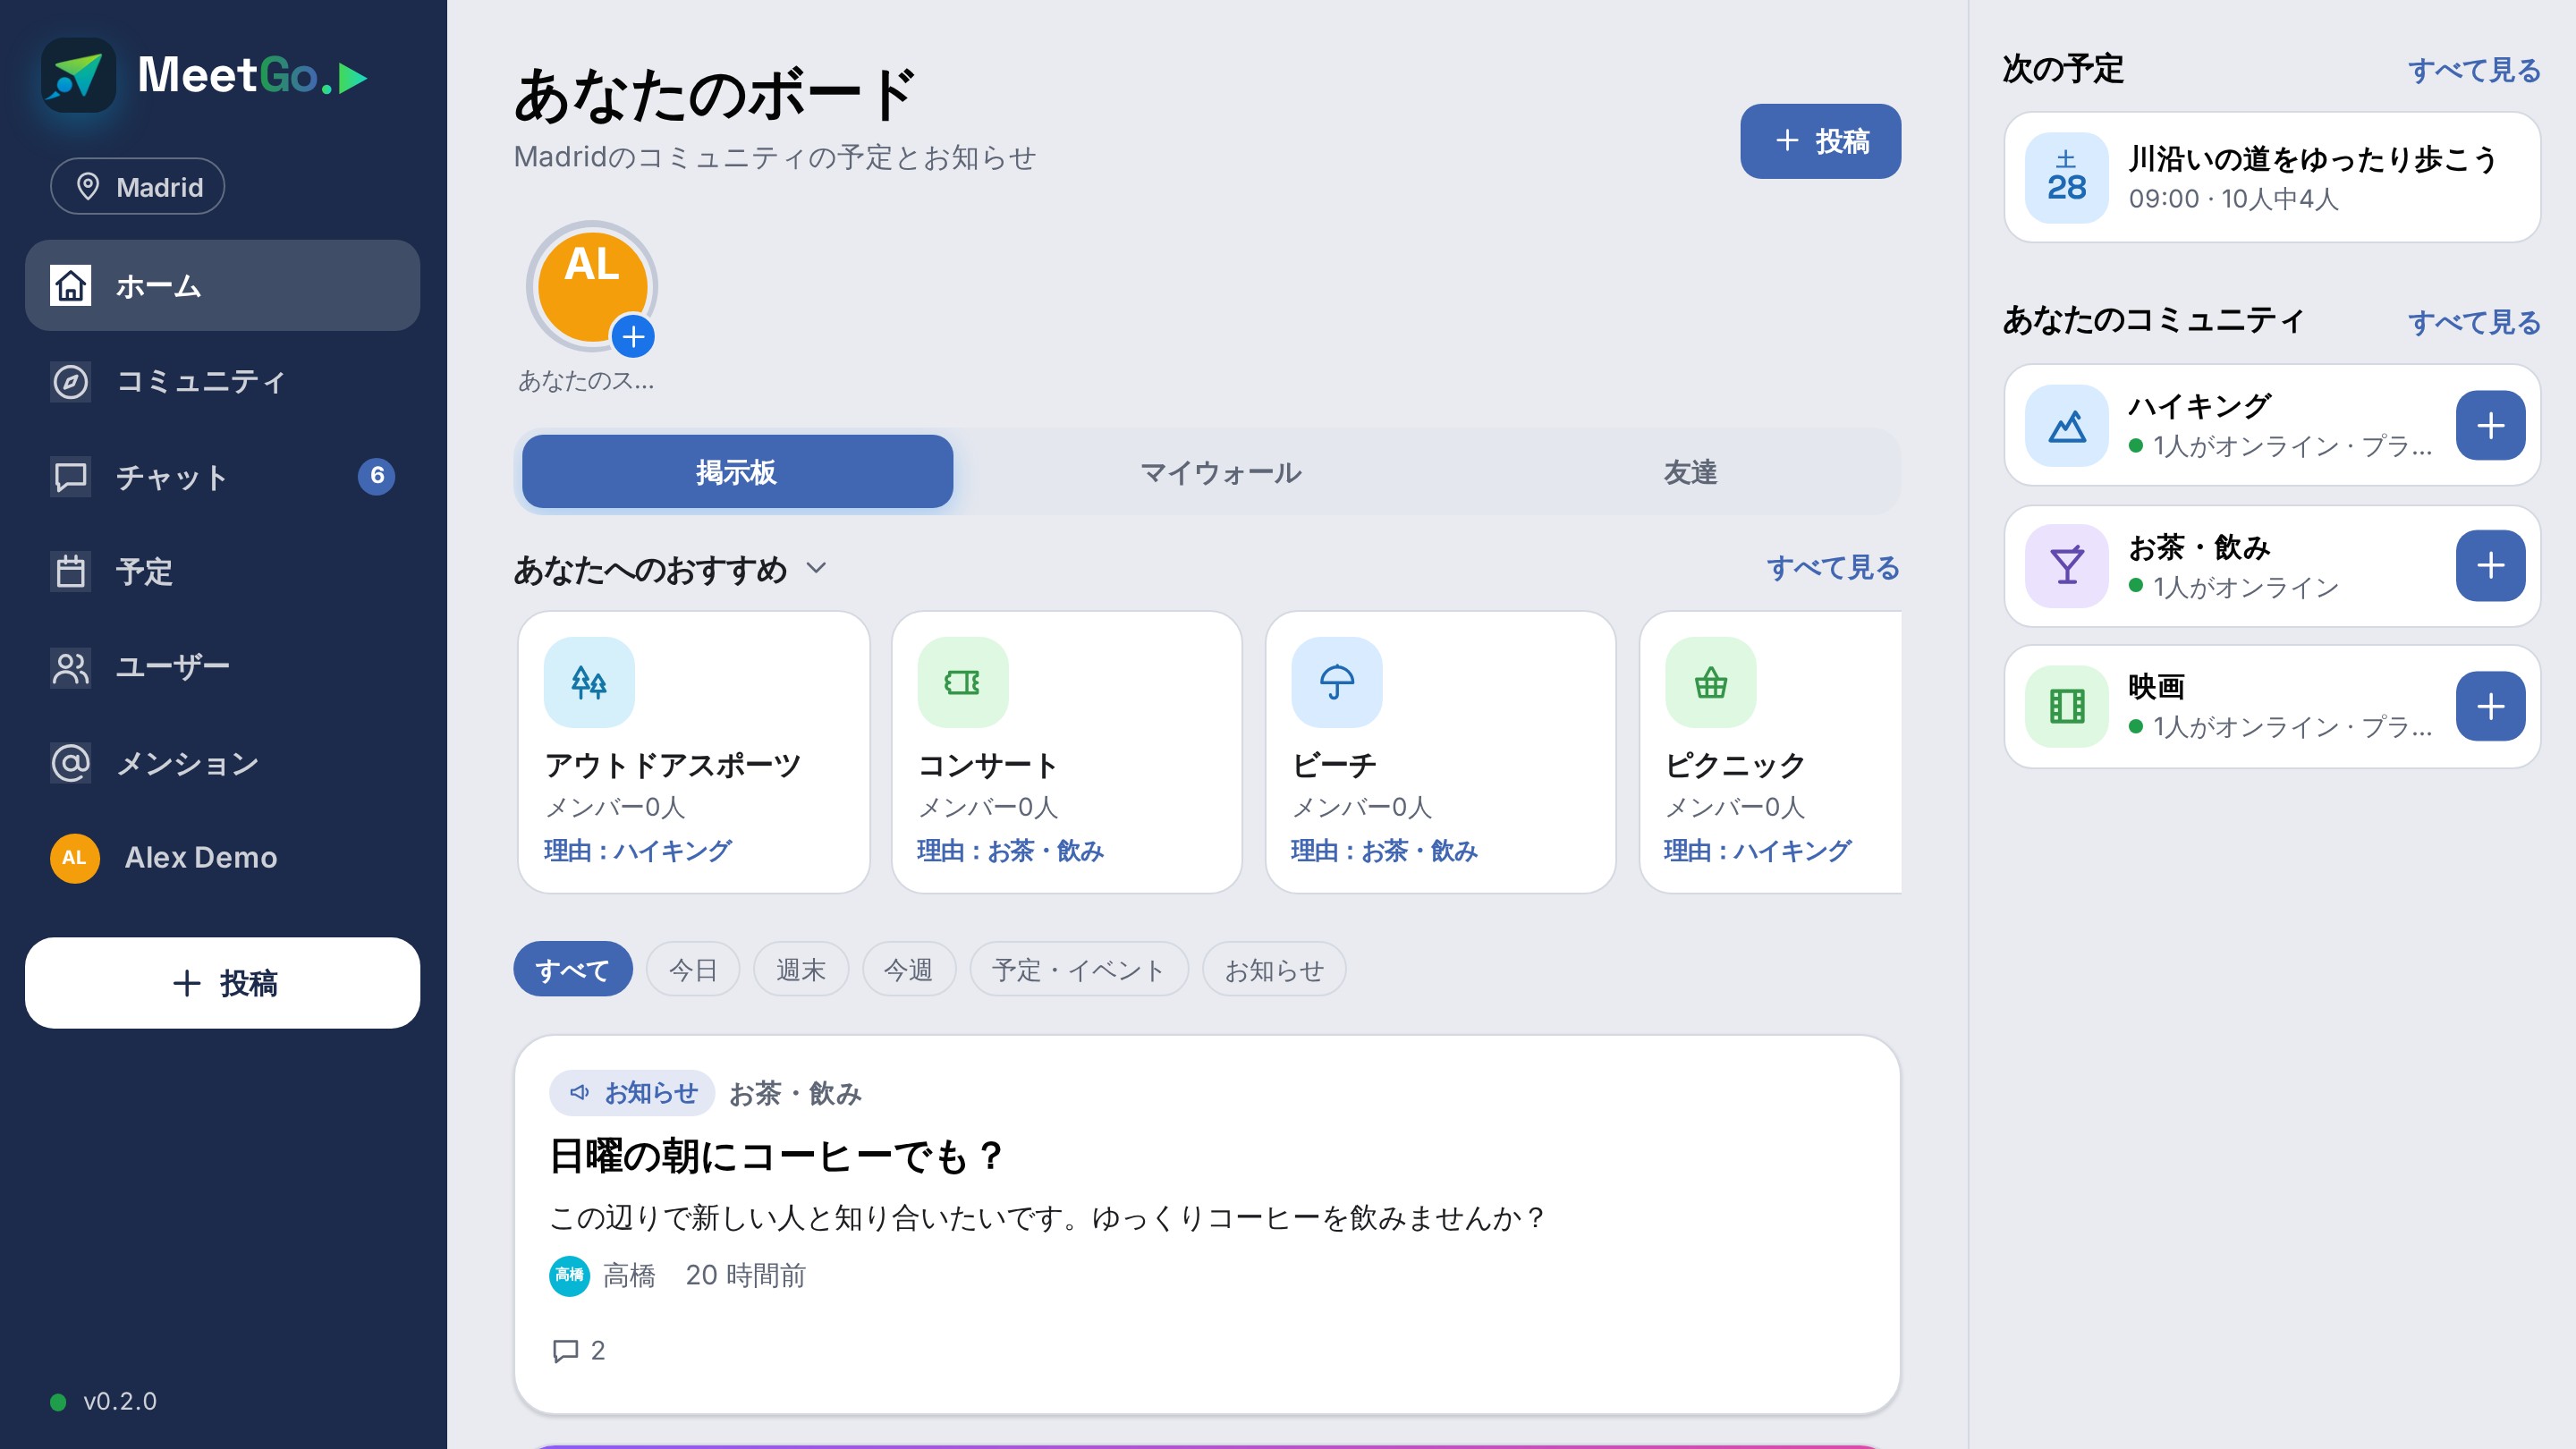 MeetGo.
Madrid
ホーム
コミュニティ
チャット 6
予定
ユーザー
メンション
AL Alex Demo
投稿
v0.2.0
あなたのボード
Madridのコミュニティの予定とお知らせ
投稿
AL
あなたのス...
掲示板 マイウォール 友達
あなたへのおすすめ すべて見る
アウトドアスポーツ
メンバー0人
理由：ハイキング
コンサート
メンバー0人
理由：お茶・飲み
ビーチ
メンバー0人
理由：お茶・飲み
ピクニック
メンバー0人
理由：ハイキング
すべて 今日 週末 今週 予定・イベント お知らせ
お知らせ お茶・飲み
日曜の朝にコーヒーでも？
この辺りで新しい人と知り合いたいです。ゆっくりコーヒーを飲みませんか？
高橋 高橋 20 時間前
2
次の予定 すべて見る
土
28
川沿いの道をゆったり歩こう
09:00 · 10人中4人
あなたのコミュニティ すべて見る
ハイキング
1人がオンライン · プラ...
お茶・飲み
1人がオンライン
映画
1人がオンライン · プラ...